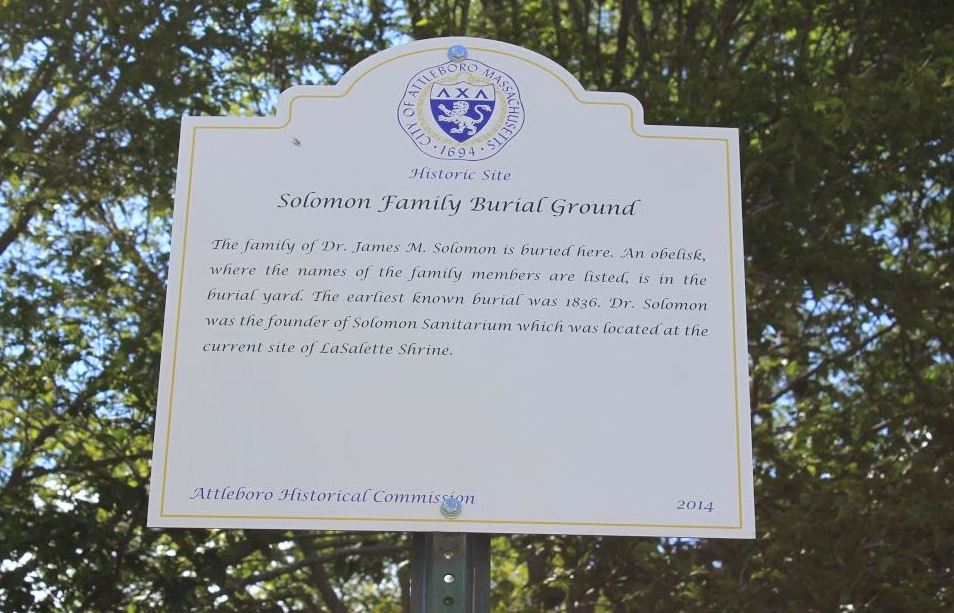 CITY OF ATTLEBORO MASSACHUSETTS
ΛXΛ
· 1694 ·
Historic Site
Solomon Family Burial Ground
The family of Dr. James M. Solomon is buried here. An obelisk,
where the names of the family members are listed, is in the
burial yard. The earliest known burial was 1836. Dr. Solomon
was the founder of Solomon Sanitarium which was located at the
current site of LaSalette Shrine.
Attleboro Historical Commission
2014